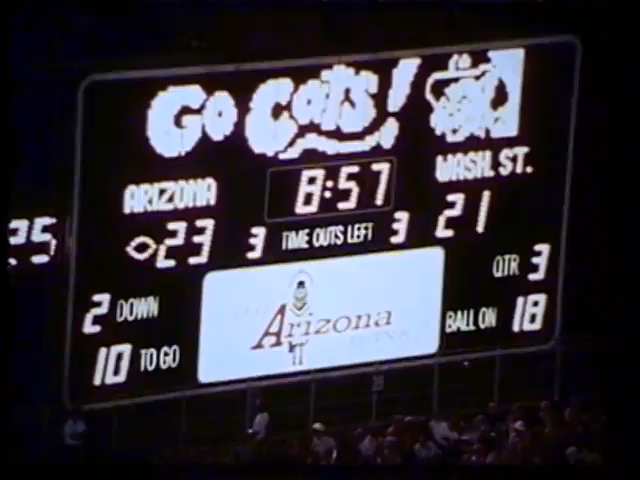 Go Cats!
ARIZONA 8:57 WASH. ST.
23 3 TIME OUTS LEFT 3 21
25
QTR 3
2 DOWN
Arizona
BALL ON 18
10 TO GO